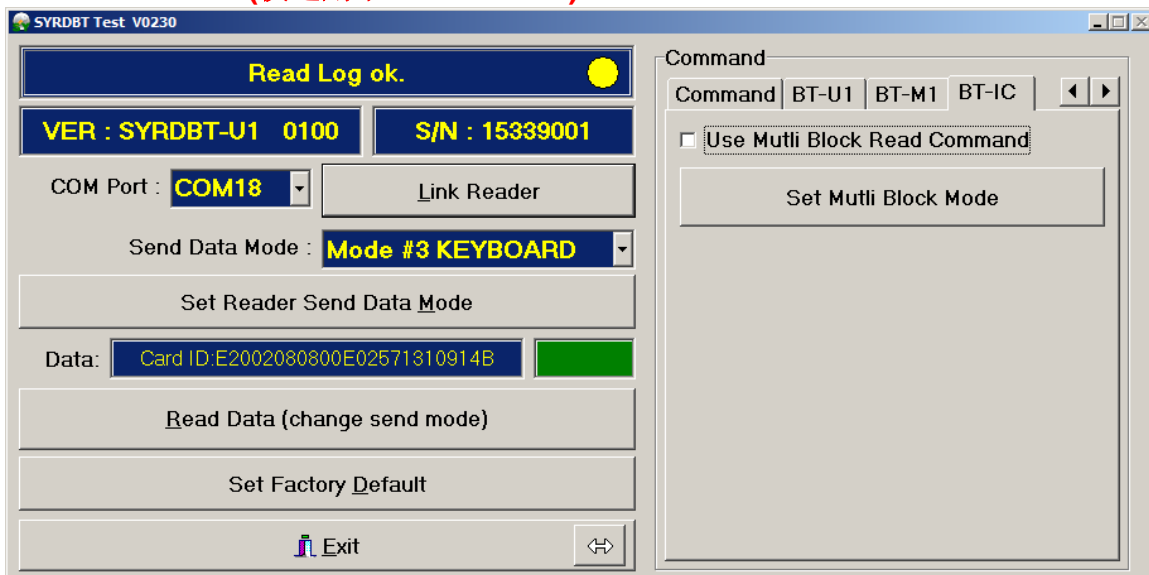 SYRDBT Test V0230
Read Log ok.
VER : SYRDBT-U1 0100
S/N : 15339001
COM Port : COM18
Link Reader
Send Data Mode : Mode #3 KEYBOARD
Set Reader Send Data Mode
Data: Card ID:E2002080800E02571310914B
Read Data (change send mode)
Set Factory Default
Exit
Command
Command BT-U1 BT-M1 BT-IC
Use Mutli Block Read Command
Set Mutli Block Mode